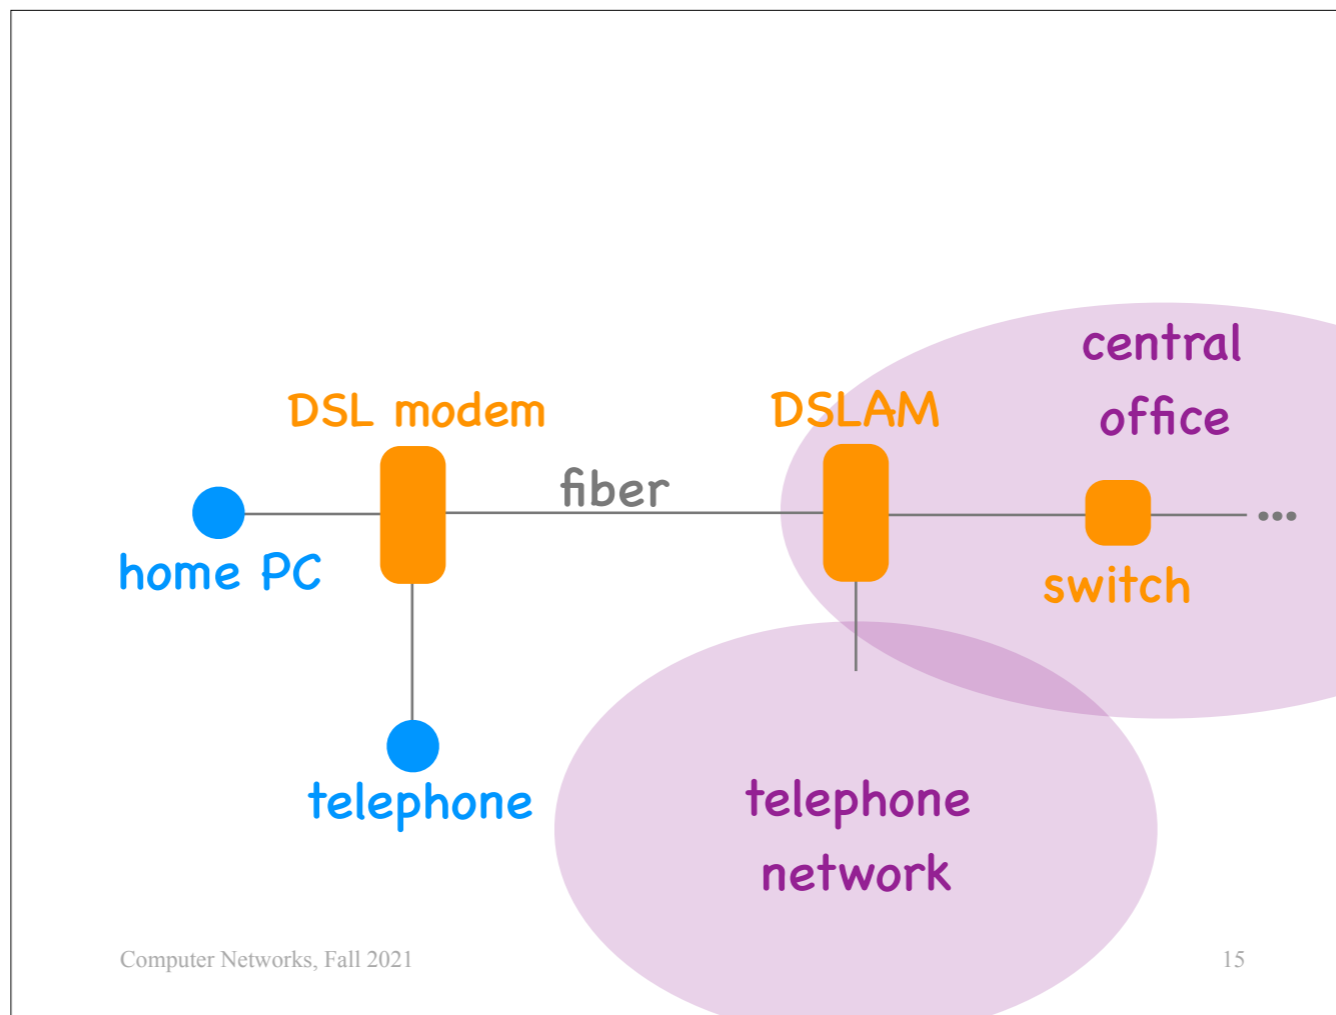 central
office
DSL modem
DSLAM
fiber
home PC
switch
telephone
telephone
network
Computer Networks, Fall 2021
15